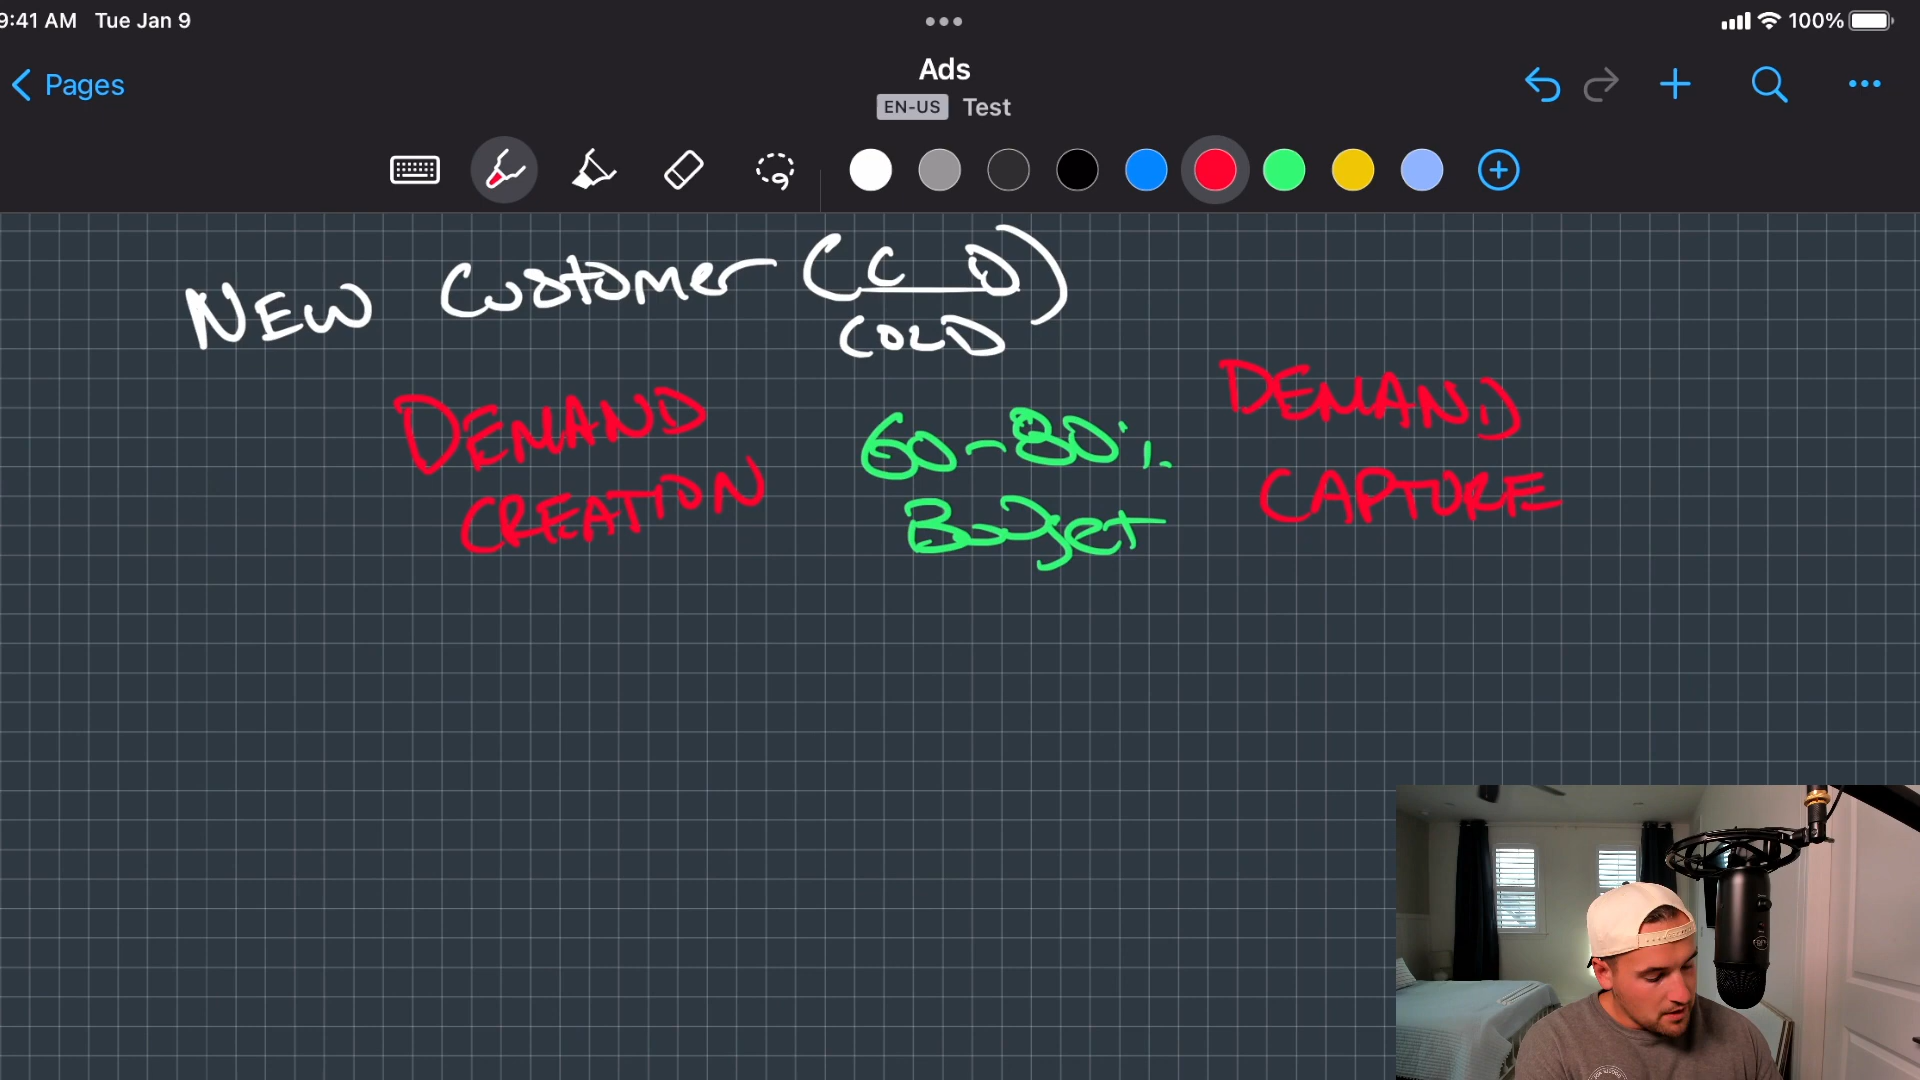 9:41 AM Tue Jan 9
100%
Pages
Ads
EN-US Test
NEW Customer (C D)
COLD
DEMAND
CREATION
60-80%
Budget
DEMAND
CAPTURE